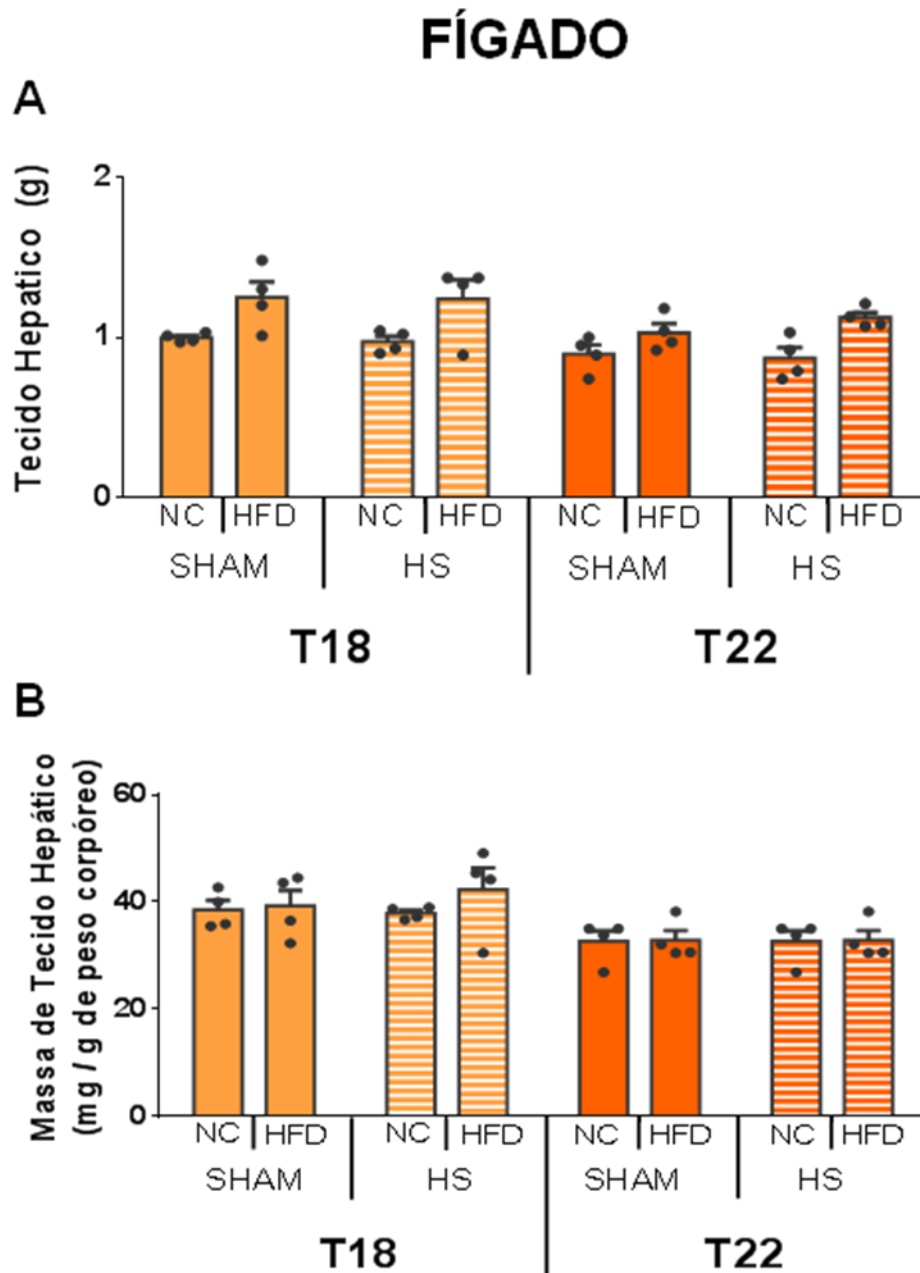 FÍGADO
A
Tecido Hepatico (g)
2
1
0
NC HFD NC HFD NC HFD NC HFD
SHAM HS SHAM HS
T18 T22
B
Massa de Tecido Hepático
(mg / g de peso corpóreo)
60
40
20
0
NC HFD NC HFD NC HFD NC HFD
SHAM HS SHAM HS
T18 T22